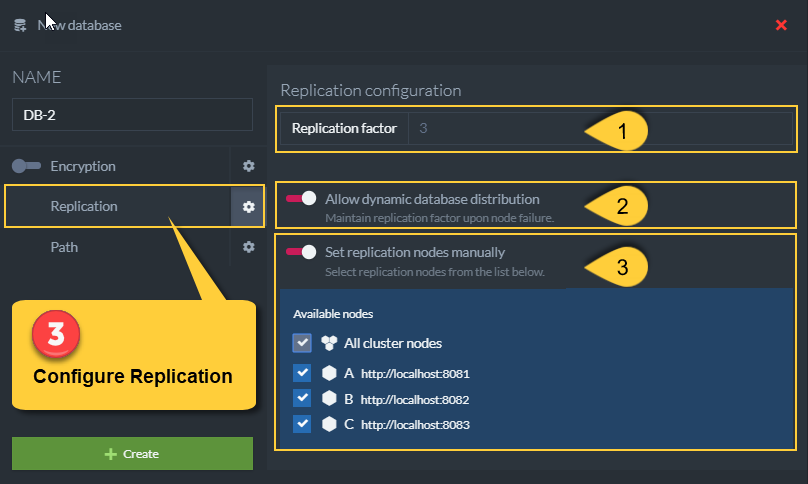 New database
NAME
DB-2
Encryption
Replication
Path
3
Configure Replication
Create
Replication configuration
Replication factor 3
1
Allow dynamic database distribution
Maintain replication factor upon node failure.
2
Set replication nodes manually
Select replication nodes from the list below.
3
Available nodes
All cluster nodes
A http://localhost:8081
B http://localhost:8082
C http://localhost:8083